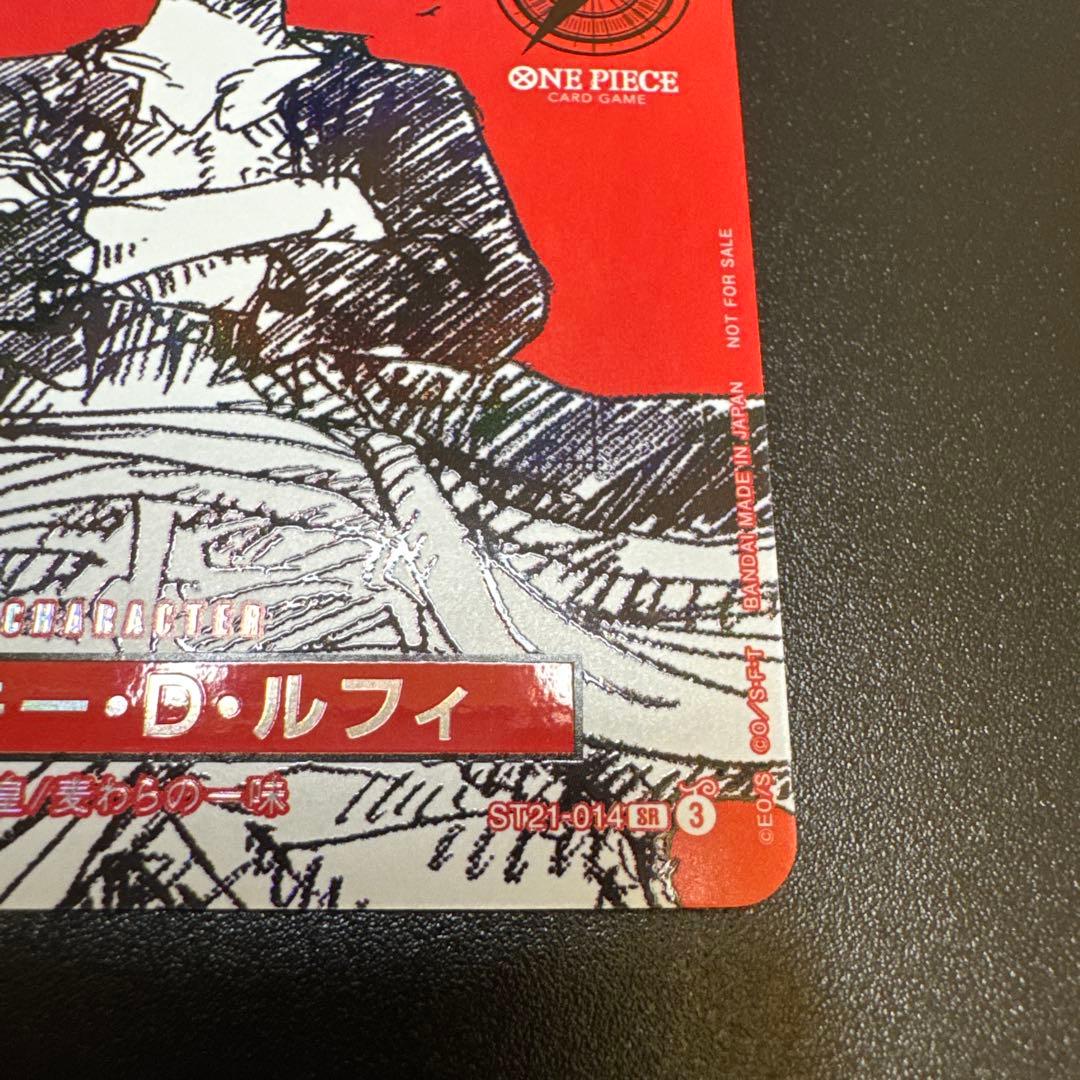 ONE PIECE
CARD GAME
NOT FOR SALE
BANDAI MADE IN JAPAN
©O/S・F・T
©EO/S
CHARACTER
ー・D・ルフィ
皇/麦わらの一味
ST21-014 SR 3